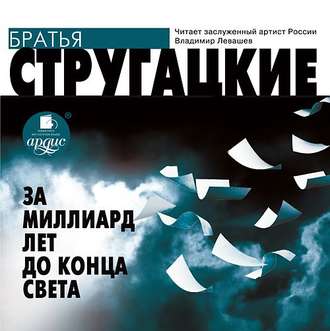 БРАТЬЯ
Читает заслуженный артист России
Владимир Левашев
СТРУГАЦКИЕ
ардис
ЗА
МИЛЛИАРД
ЛЕТ
ДО КОНЦА
СВЕТА